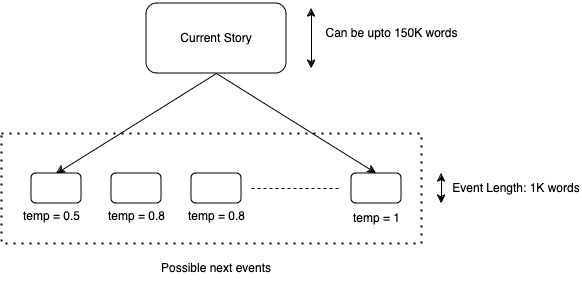 Current Story
Can be upto 150K words
Event Length: 1K words
temp = 0.5
temp = 0.8
temp = 0.8
temp = 1
Possible next events